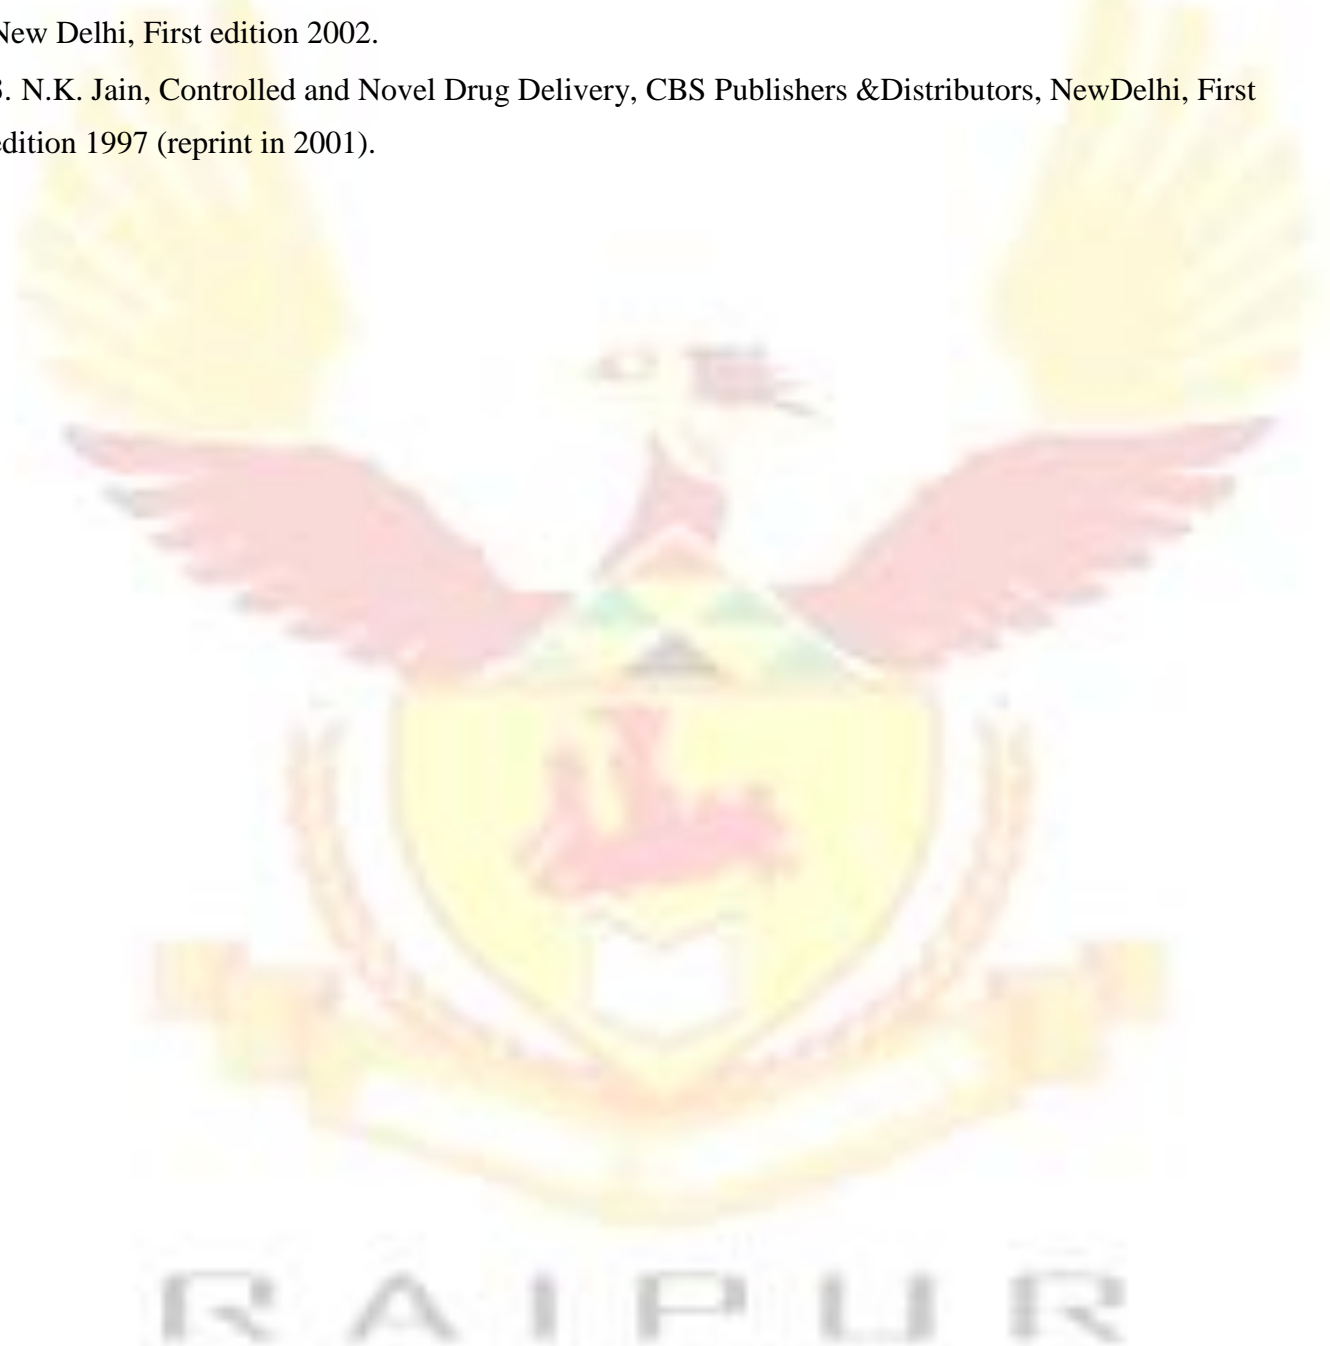 New Delhi, First edition 2002.
3. N.K. Jain, Controlled and Novel Drug Delivery, CBS Publishers &Distributors, NewDelhi, First
edition 1997 (reprint in 2001).
RAIPUR